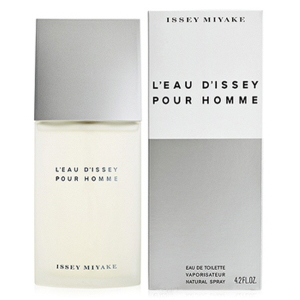 L'EAU D'ISSEY
POUR HOMME
ISSEY MIYAKE
ISSEY MIYAKE
L'EAU D'ISSEY
POUR HOMME
EAU DE TOILETTE
VAPORISATEUR
NATURAL SPRAY 4.2FL.OZ.